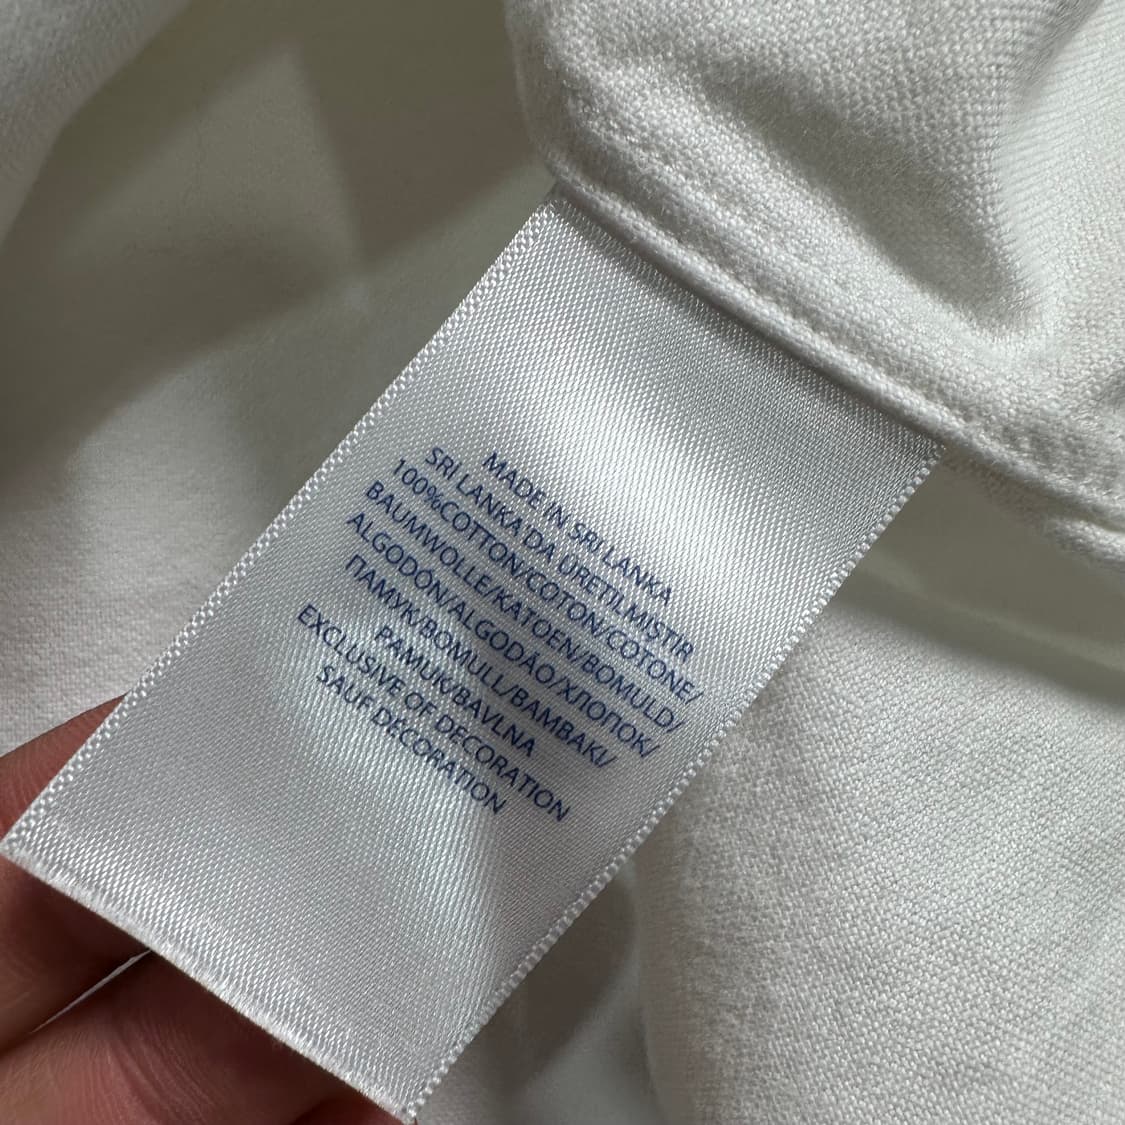 MADE IN SRI LANKA
SRI LANKA DA URETILMISTIR
100%COTTON/COTON/COTONE/
BAUMWOLLE/KATOEN/BOMULD/
ALGODÓN/ALGODÃO/ХЛОПОК/
ПАМУК/BOMULL/BAMBAKI/
PAMUK/BAVLNA
EXCLUSIVE OF DECORATION
SAUF DÉCORATION